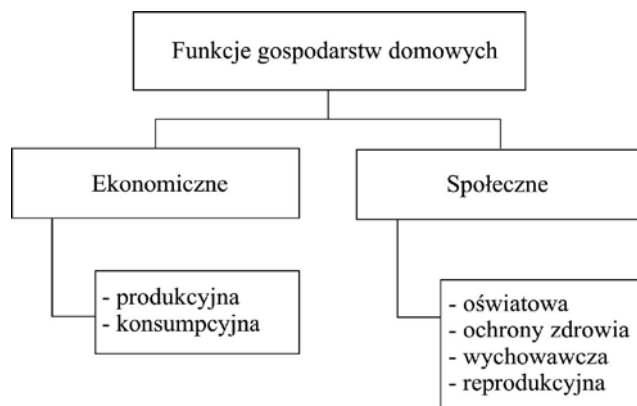 Funkcje gospodarstw domowych
Ekonomiczne
- produkcyjna
- konsumpcyjna
Społeczne
- oświatowa
- ochrony zdrowia
- wychowawcza
- reprodukcyjna